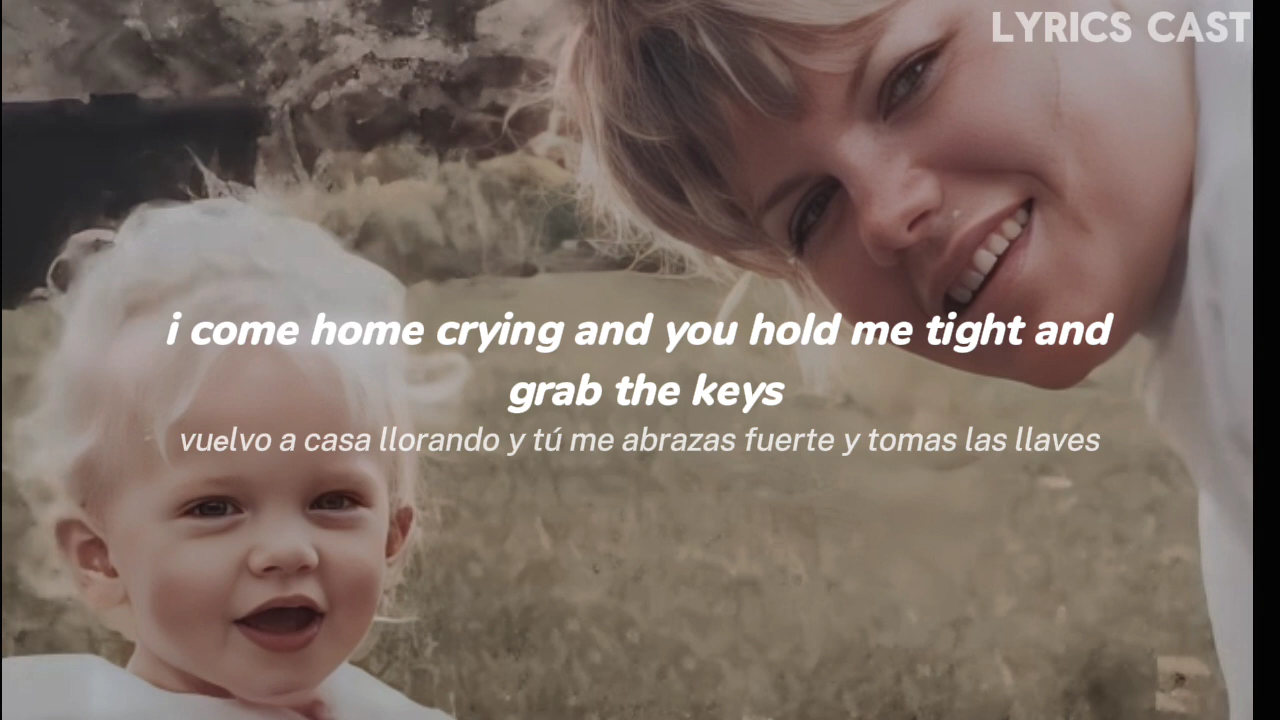 LYRICS CAST
i come home crying and you hold me tight and
grab the keys
vuelvo a casa llorando y tú me abrazas fuerte y tomas las llaves